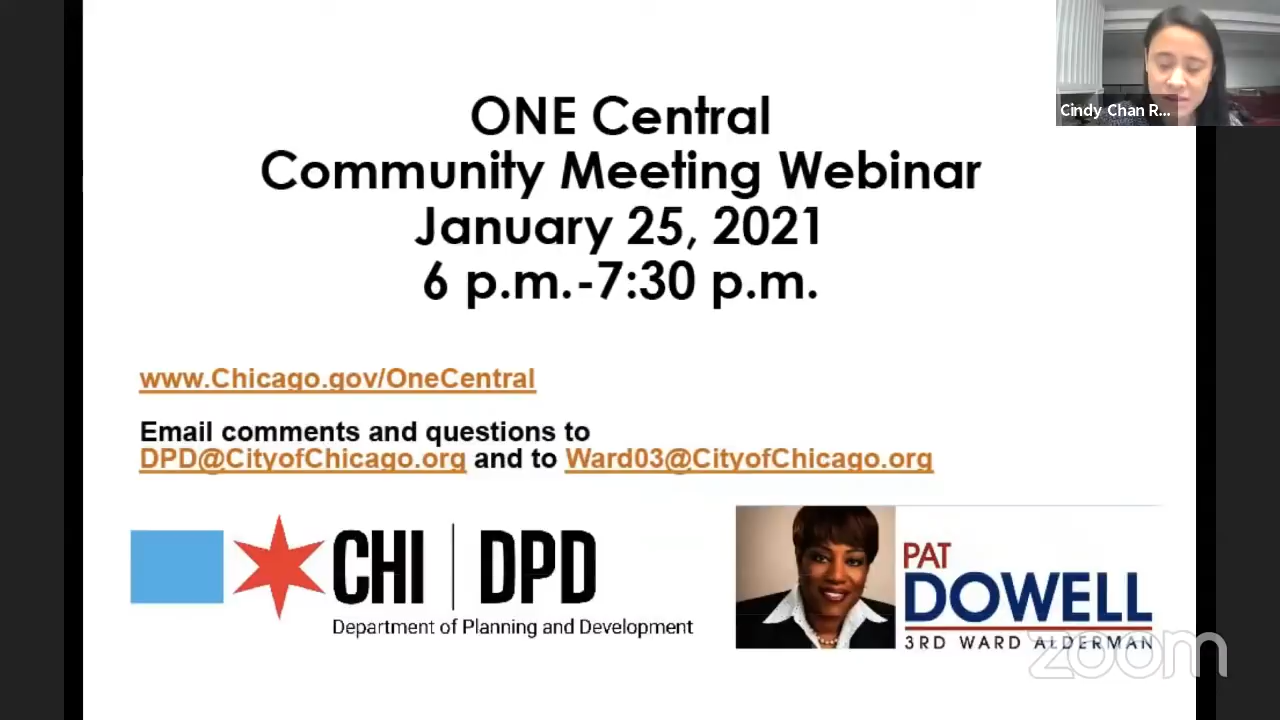 ONE Central
Community Meeting Webinar
January 25, 2021
6 p.m.-7:30 p.m.
Cindy Chan R...
www.Chicago.gov/OneCentral
Email comments and questions to
DPD@CityofChicago.org and to Ward03@CityofChicago.org
CHI | DPD
Department of Planning and Development
PAT
DOWELL
3RD WARD ALDERMAN
zoom